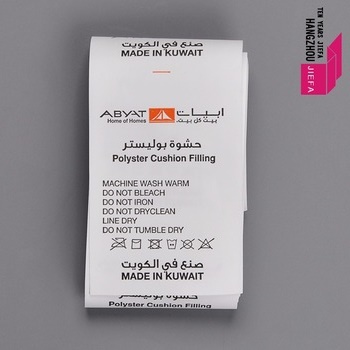 صنع في الكويت
MADE IN KUWAIT
ABYAT
Home of Homes
ابيات
بيت كل بيت
حشوة بوليستر
Polyster Cushion Filling
MACHINE WASH WARM
DO NOT BLEACH
DO NOT IRON
DO NOT DRYCLEAN
LINE DRY
DO NOT TUMBLE DRY
صنع في الكويت
MADE IN KUWAIT
حشوة بوليستر
Polyster Cushion Filling
TEN YEARS JIEFA
HANGZHOU
JIEFA